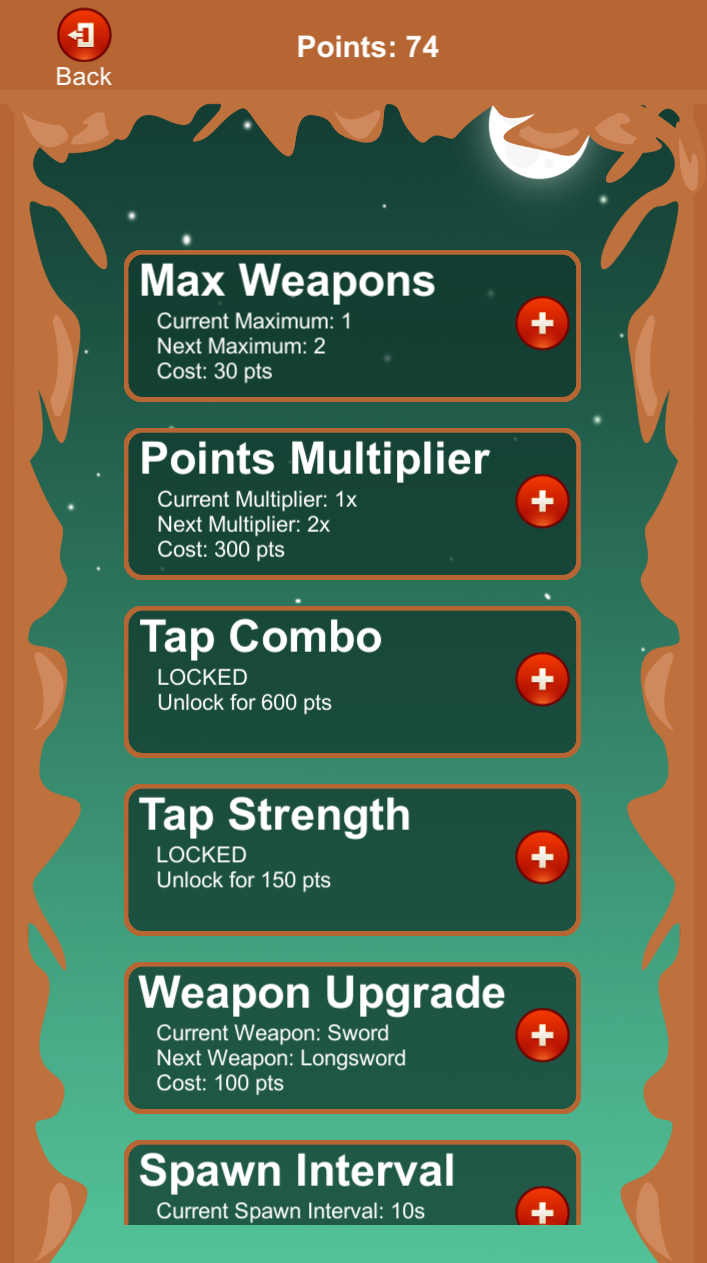 Points: 74
Back
Max Weapons
Current Maximum: 1
Next Maximum: 2
Cost: 30 pts
Points Multiplier
Current Multiplier: 1x
Next Multiplier: 2x
Cost: 300 pts
Tap Combo
LOCKED
Unlock for 600 pts
Tap Strength
LOCKED
Unlock for 150 pts
Weapon Upgrade
Current Weapon: Sword
Next Weapon: Longsword
Cost: 100 pts
Spawn Interval
Current Spawn Interval: 10s